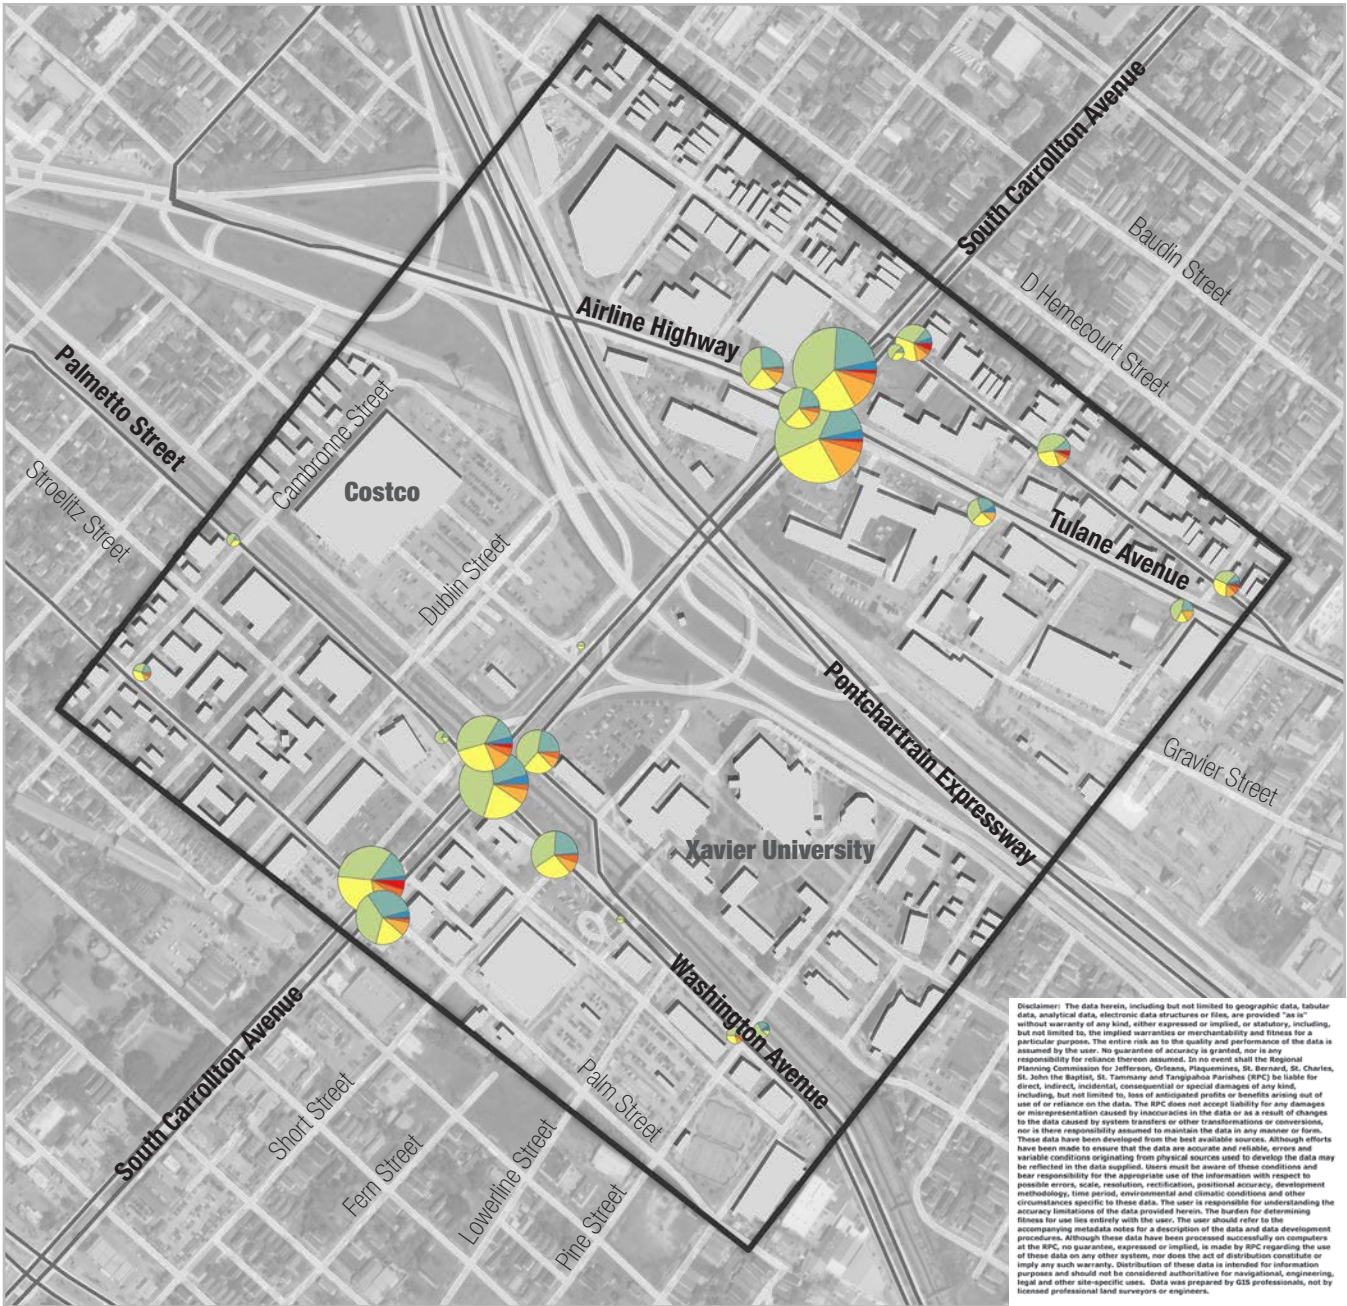 South Carrollton Avenue
Baudin Street
D Hemecourt Street
Airline Highway
Palmetto Street
Cambronne Street
Stroelitz Street
Costco
Dublin Street
Tulane Avenue
Pontchartrain Expressway
Gravier Street
Xavier University
Washington Avenue
South Carrollton Avenue
Short Street
Fern Street
Lowerline Street
Pine Street
Palm Street
Disclaimer: The data herein, including but not limited to geographic data, tabular
data, analytical data, electronic data structures or files, are provided "as is"
without warranty of any kind, either expressed or implied, or statutory, including,
but not limited to, the implied warranties or merchantability and fitness for a
particular purpose. The entire risk as to the quality and performance of the data is
assumed by the user. No guarantee of accuracy is granted, nor is any
responsibility for reliance thereon assumed. In no event shall the Regional
Planning Commission for Jefferson, Orleans, Plaquemines, St. Bernard, St. Charles,
St. John the Baptist, St. Tammany and Tangipahoa Parishes (RPC) be liable for
direct, indirect, incidental, consequential or special damages of any kind,
including, but not limited to, loss of anticipated profits or benefits arising out of
use of or reliance on the data. The RPC does not accept liability for any damages
or misrepresentation caused by inaccuracies in the data or as a result of changes
to the data caused by system transfers or other transformations or conversions,
nor is there responsibility assumed to maintain the data in any manner or form.
These data have been developed from the best available sources. Although efforts
have been made to ensure that the data are accurate and reliable, errors and
variable conditions originating from physical sources used to develop the data may
be reflected in the data supplied. Users must be aware of these conditions and
bear responsibility for the appropriate use of the information with respect to
possible errors, scale, resolution, rectification, positional accuracy, development
methodology, time period, environmental and climatic conditions and other
circumstances specific to these data. The user is responsible for understanding the
accuracy limitations of the data provided herein. The burden for determining
fitness for use lies entirely with the user. The user should refer to the
accompanying metadata notes for a description of the data and data development
procedures. Although these data have been processed successfully on computers
at the RPC, no guarantee, expressed or implied, is made by RPC regarding the use
of these data on any other system, nor does the act of distribution constitute or
imply any such warranty. Distribution of these data is intended for information
purposes and should not be considered authoritative for navigational, engineering,
legal and other site-specific uses. Data was prepared by GIS professionals, not by
licensed professional land surveyors or engineers.